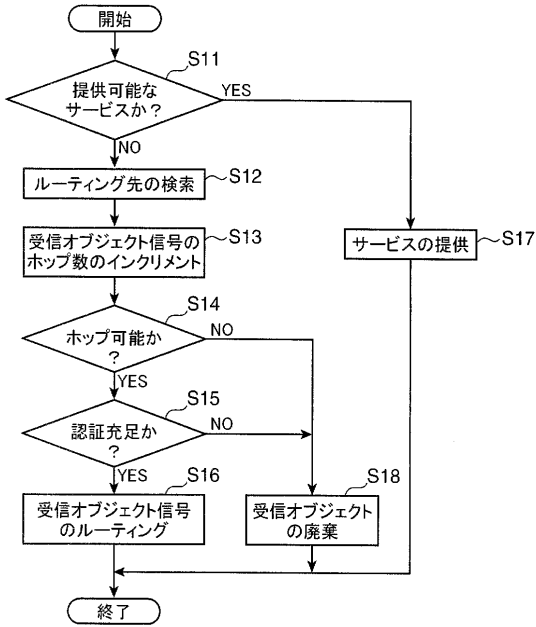 開始
S11
提供可能な
サービスか?
YES
NO
ルーティング先の検索
S12
受信オブジェクト信号の
ホップ数のインクリメント
S13
サービスの提供
S17
S14
ホップ可能か
?
NO
YES
S15
認証充足か
?
NO
YES
S16
受信オブジェクト信号
のルーティング
S18
受信オブジェクト
の廃棄
終了